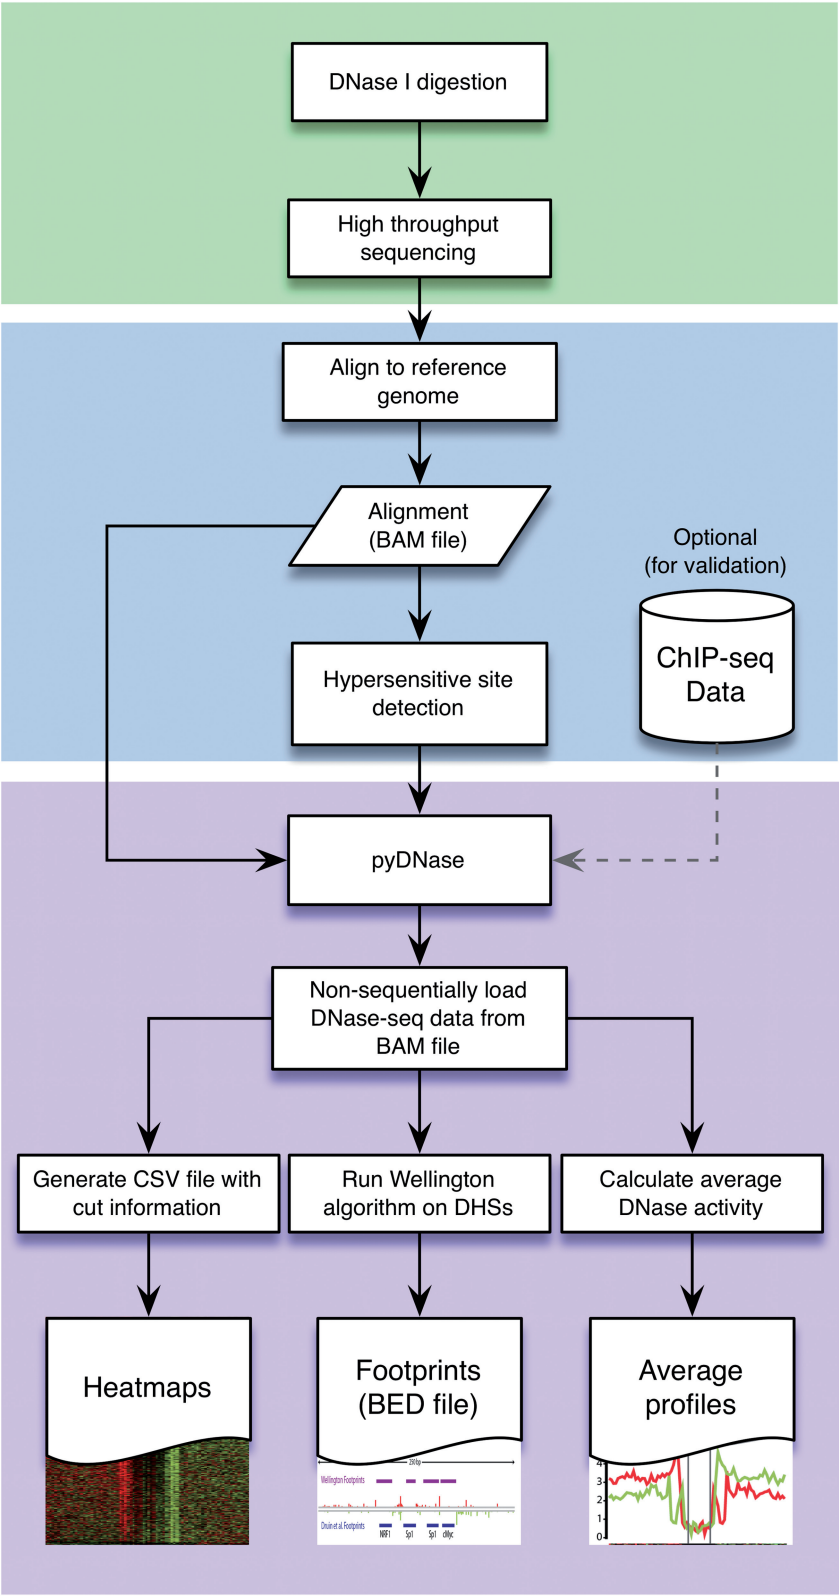 DNase I digestion
High throughput
sequencing
Align to reference
genome
Alignment
(BAM file)
Optional
(for validation)
ChIP-seq
Data
Hypersensitive site
detection
pyDNase
Non-sequentially load
DNase-seq data from
BAM file
Generate CSV file with
cut information
Run Wellington
algorithm on DHSs
Calculate average
DNase activity
Heatmaps
Footprints
(BED file)
Average
profiles
250 bp
Wellington Footprints
NRF1 Sp1 Sp1 cMyc
4
3
2
1
0